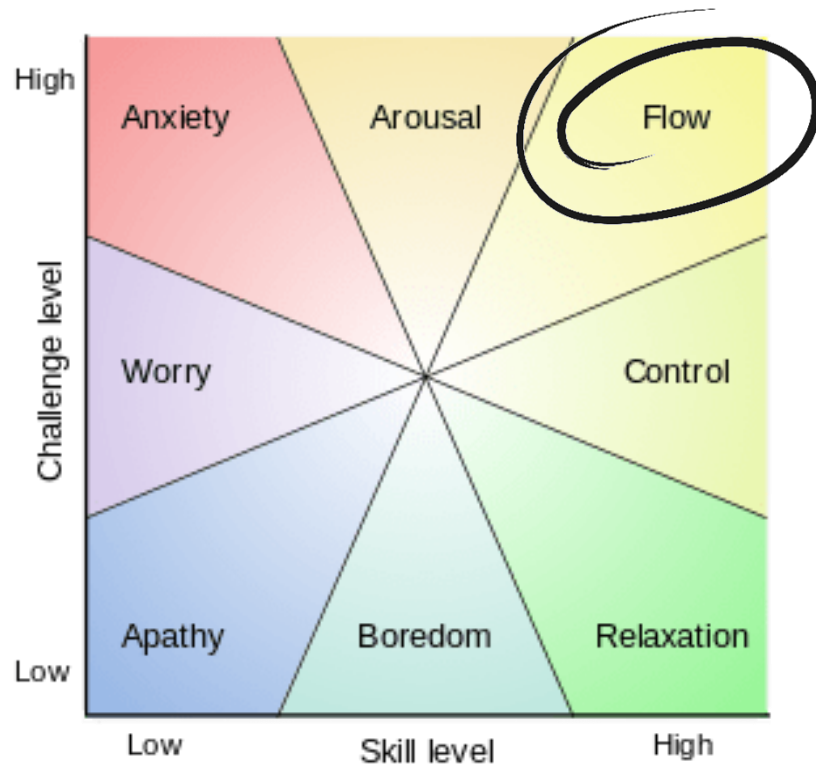 High
Anxiety
Arousal
Flow
Challenge level
Worry
Control
Apathy
Boredom
Relaxation
Low
Low
Skill level
High